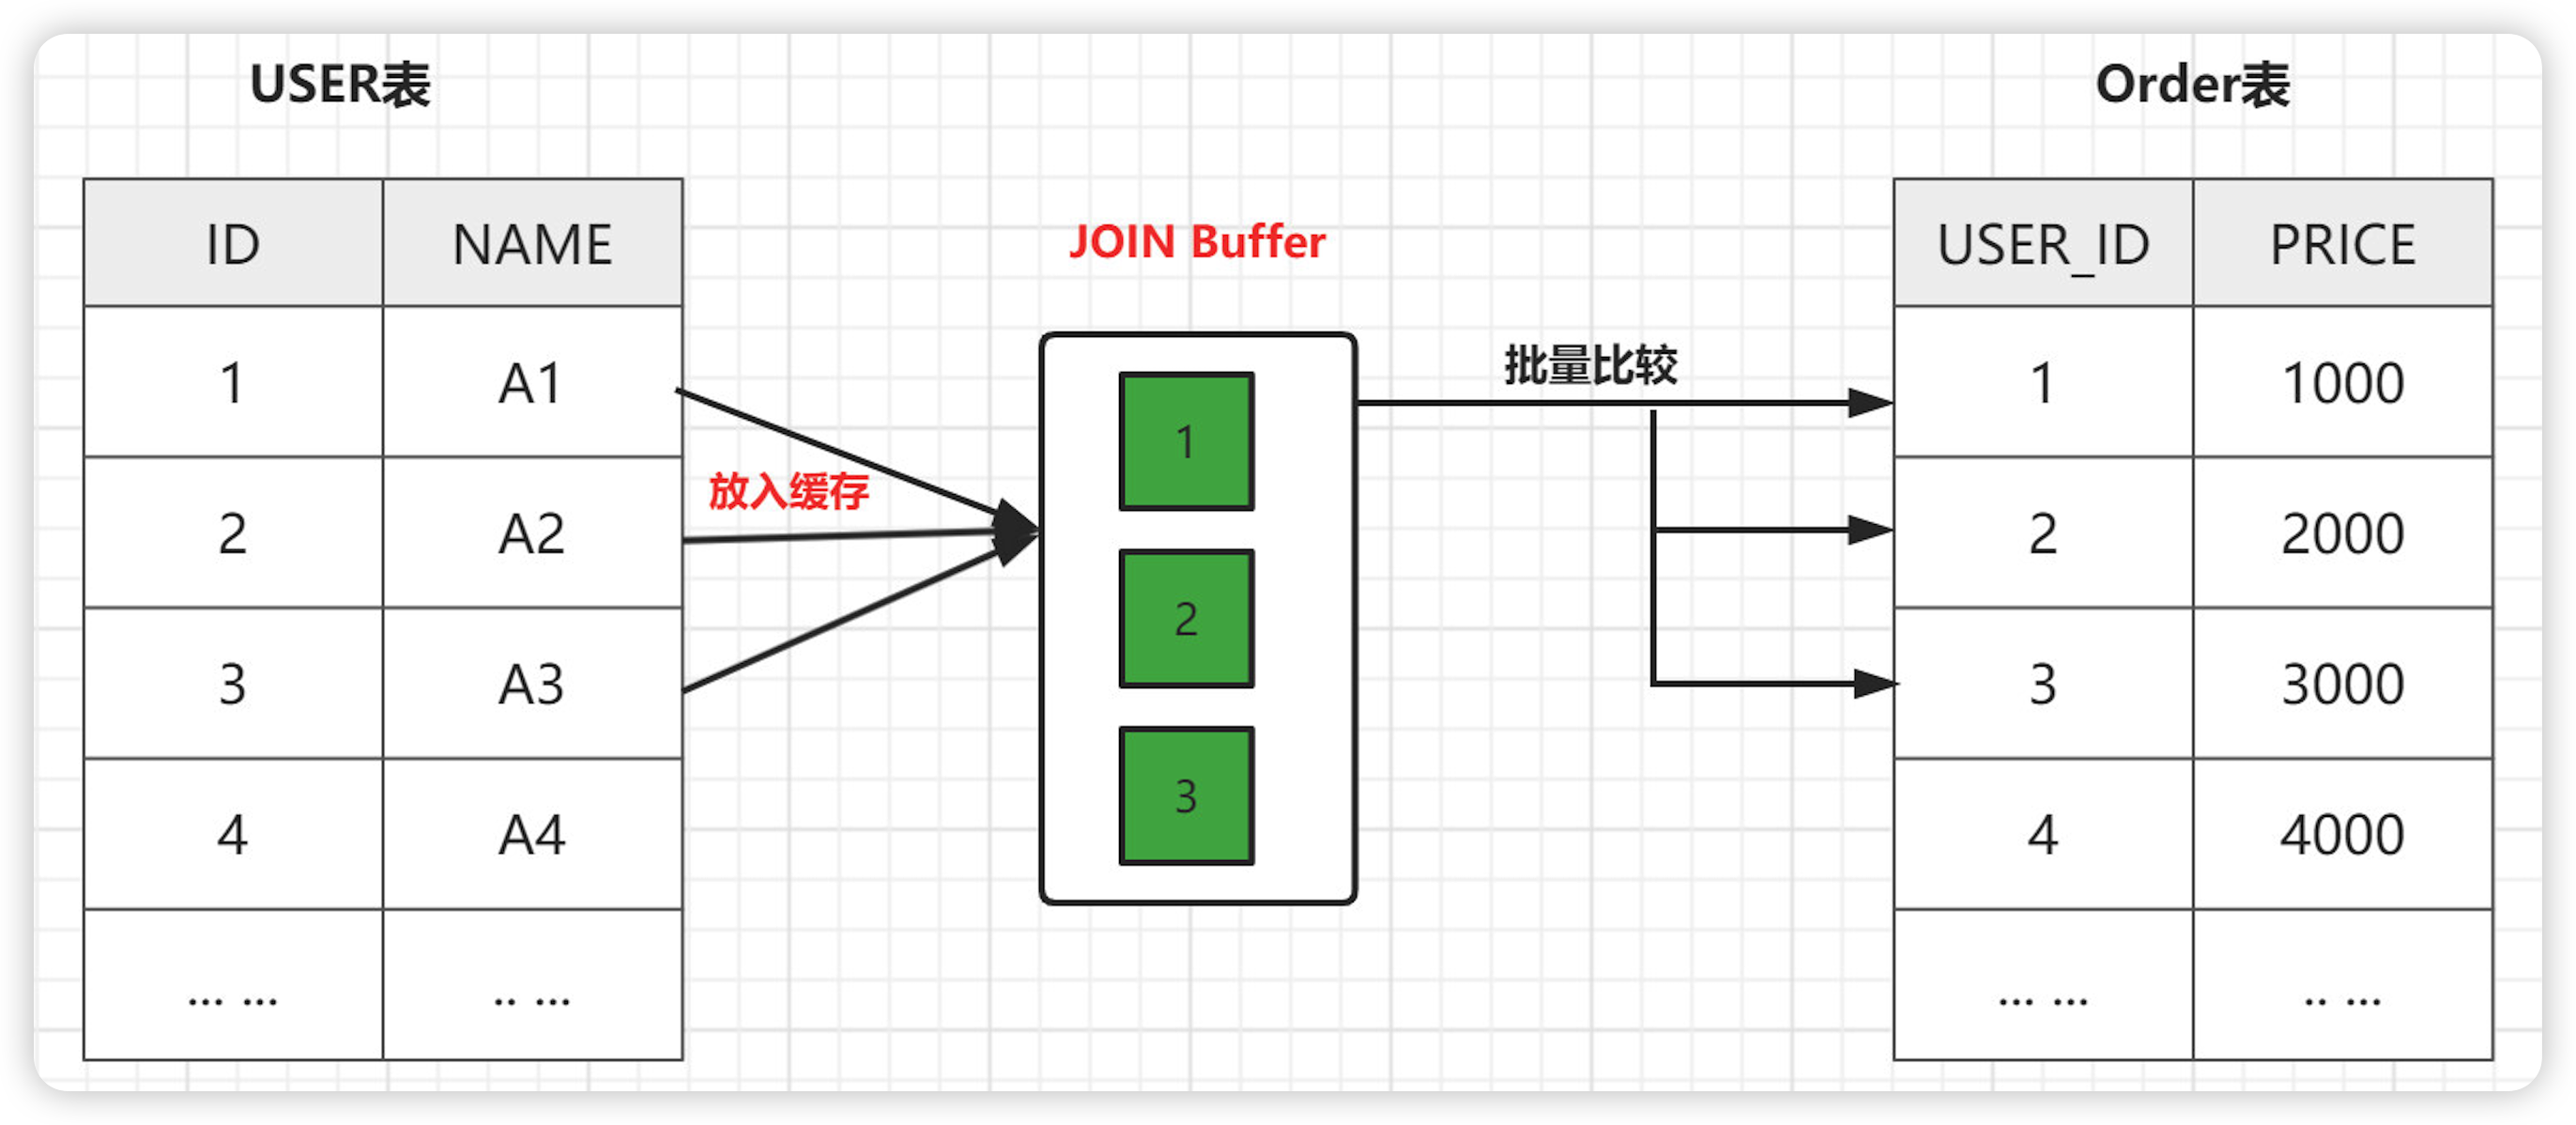 USER表
Order表
ID NAME
1 A1
2 A2
3 A3
4 A4
... ... .. ...
放入缓存
JOIN Buffer
1
2
3
批量比较
USER_ID PRICE
1 1000
2 2000
3 3000
4 4000
... ... .. ...